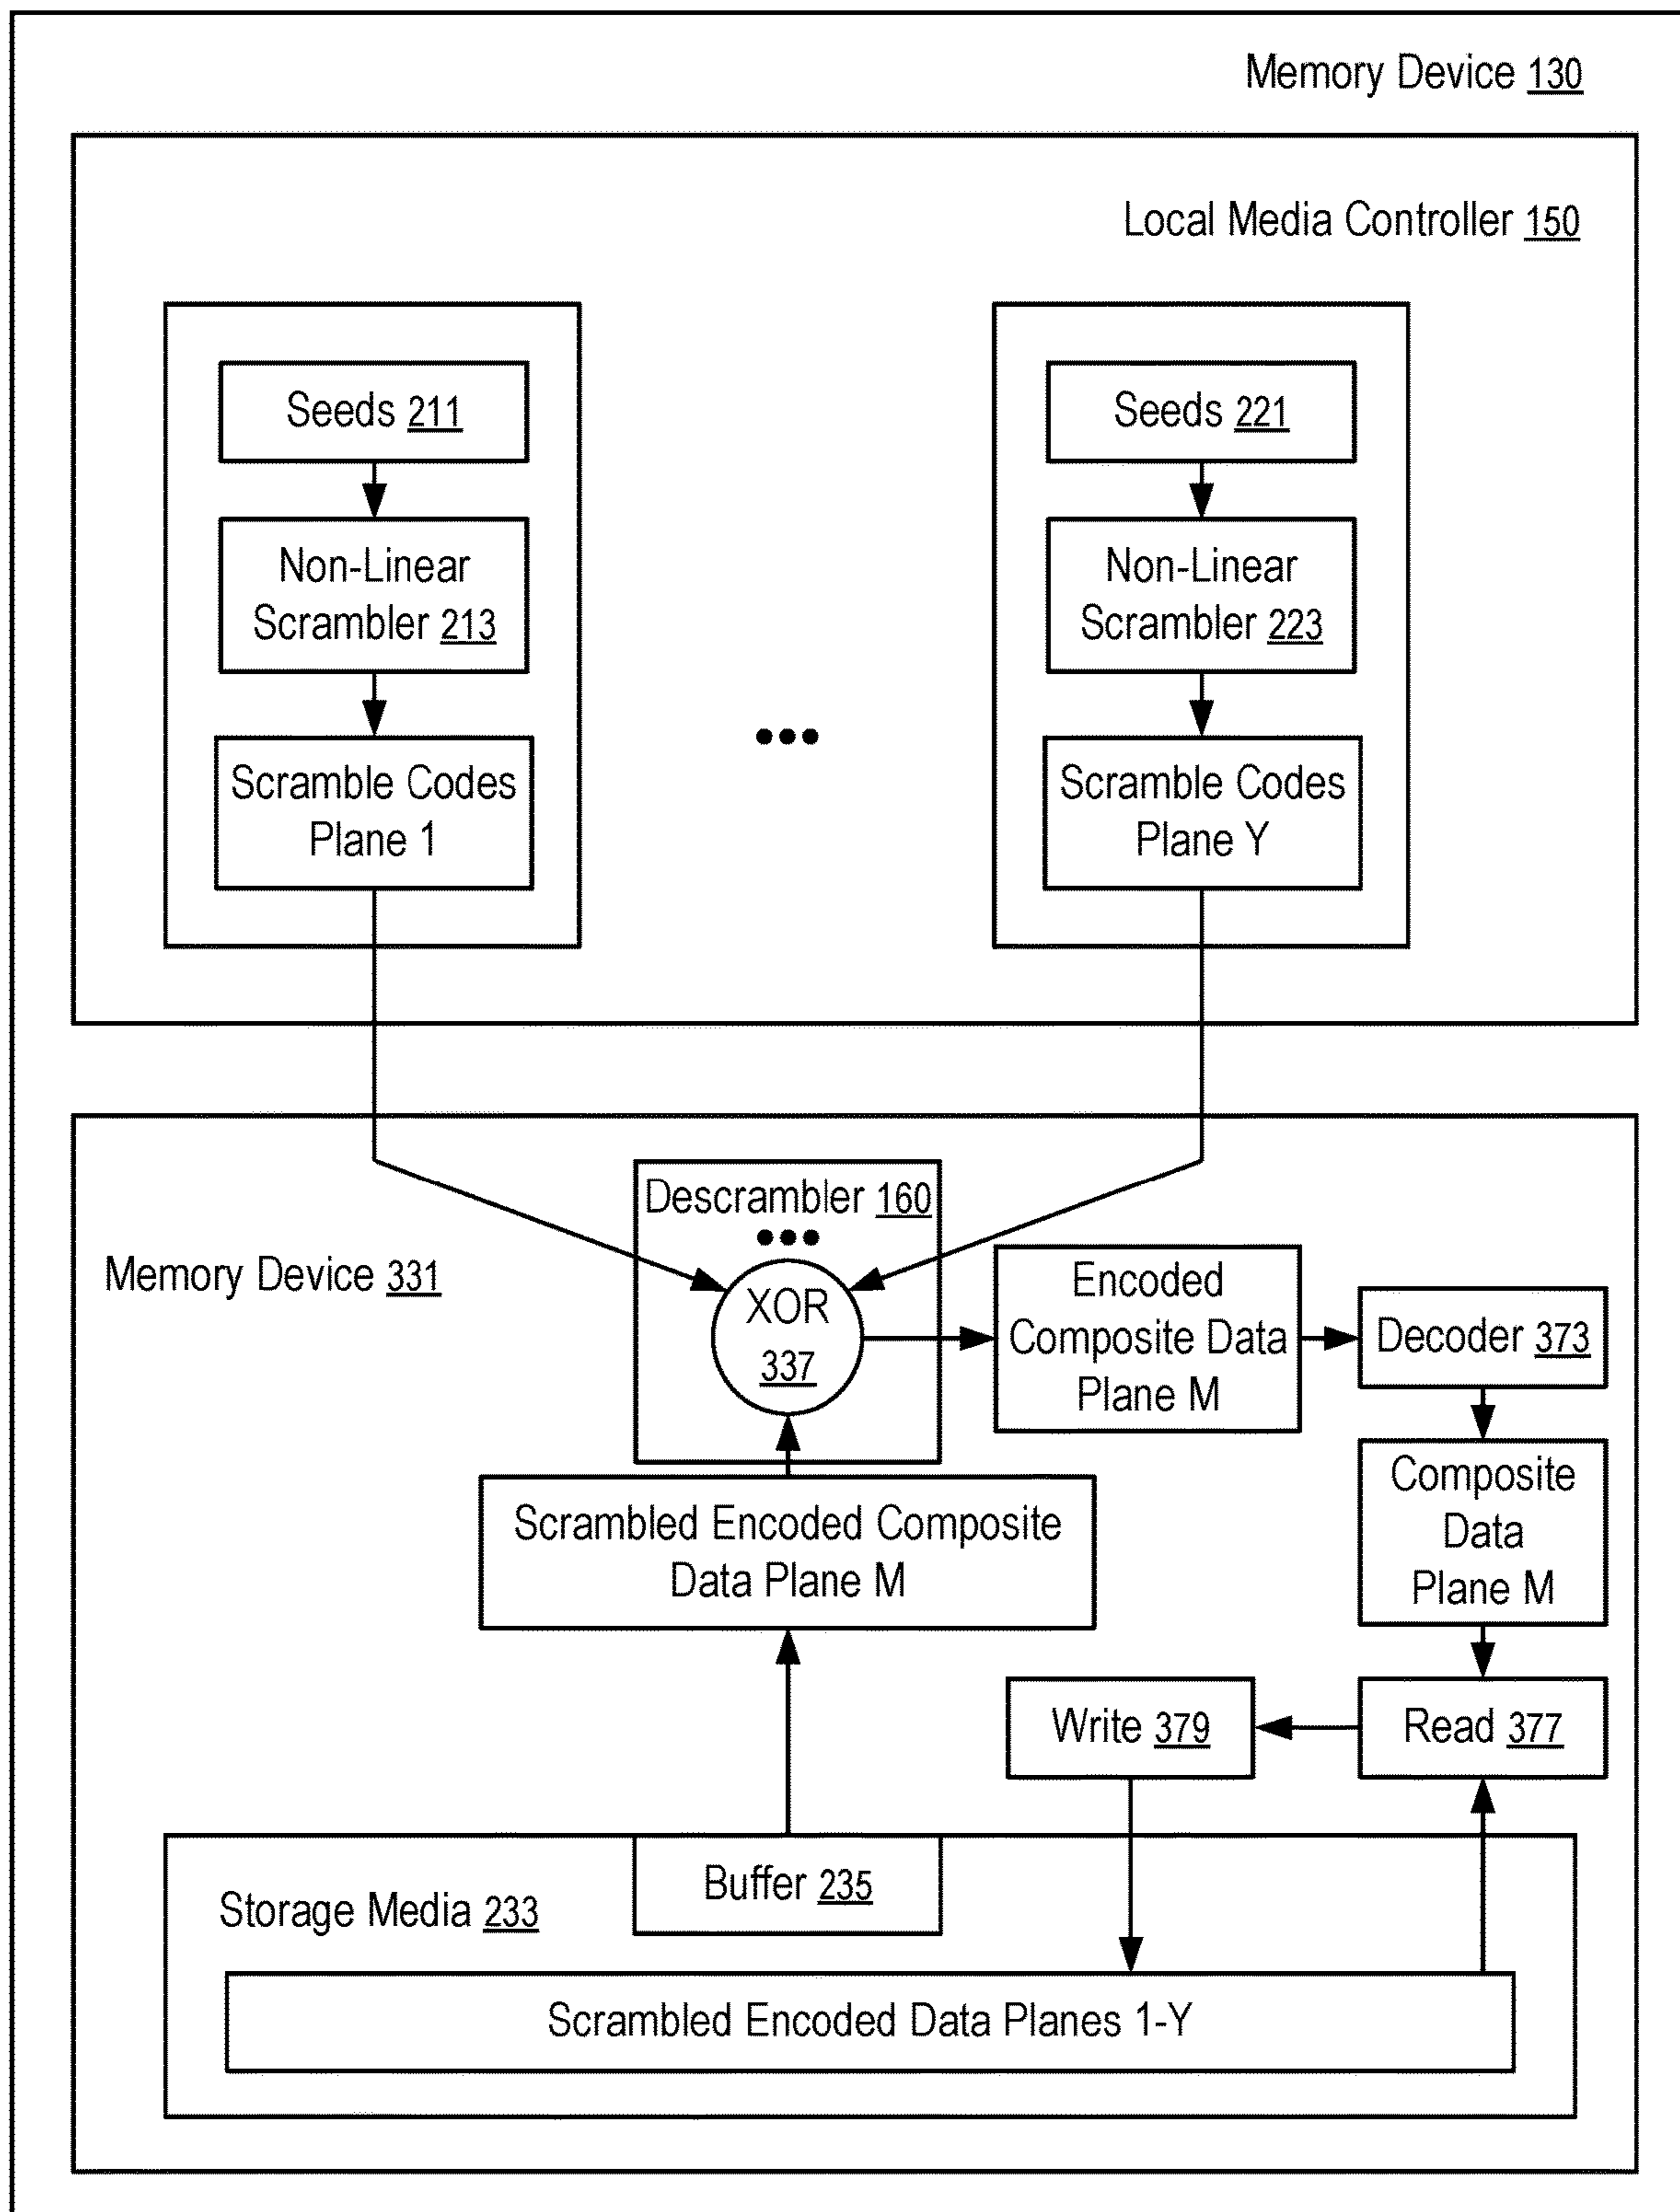 Memory Device 130
Local Media Controller 150
Seeds 211
Non-Linear
Scrambler 213
Scramble Codes
Plane 1
Seeds 221
Non-Linear
Scrambler 223
Scramble Codes
Plane Y
Memory Device 331
Descrambler 160
XOR
337
Encoded
Composite Data
Plane M
Decoder 373
Composite
Data
Plane M
Scrambled Encoded Composite
Data Plane M
Write 379
Read 377
Storage Media 233
Buffer 235
Scrambled Encoded Data Planes 1-Y